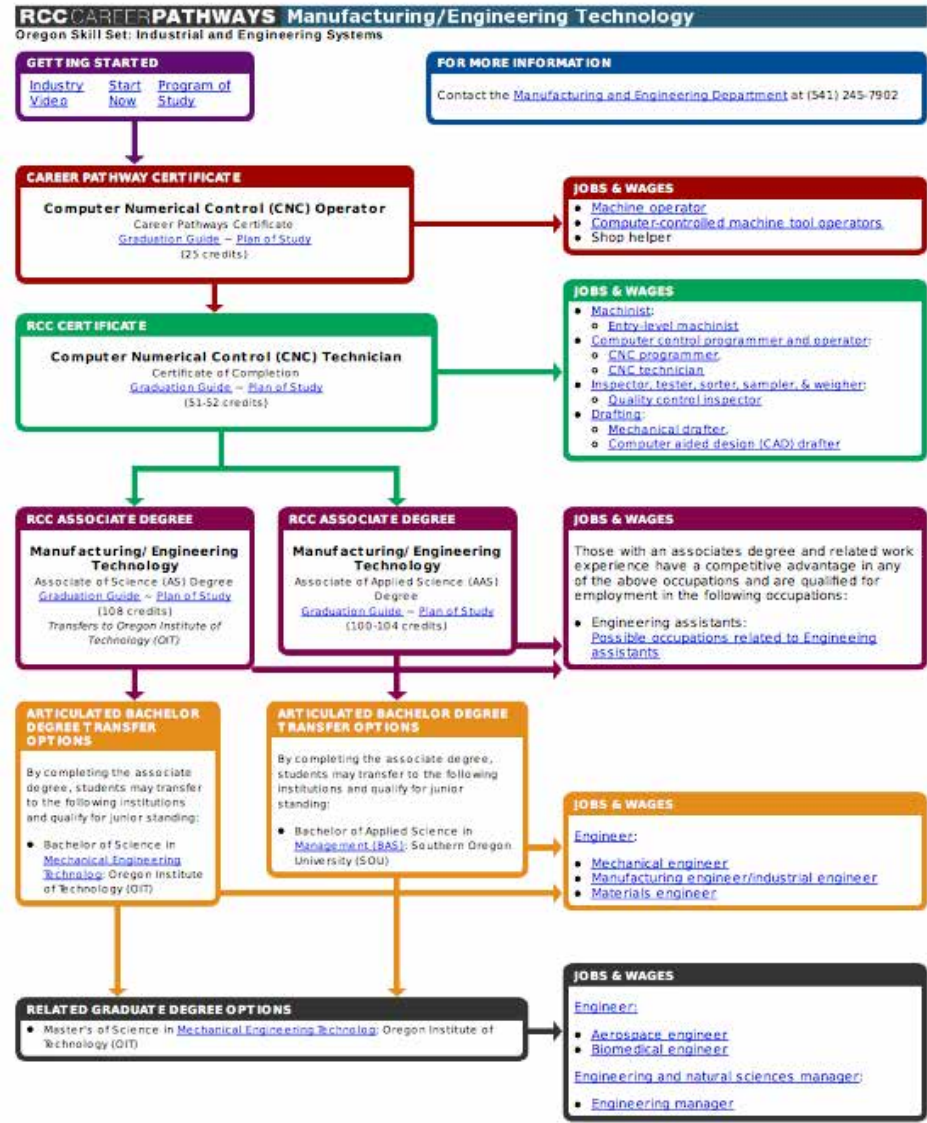 RCC CAREER PATHWAYS Manufacturing/Engineering Technology
Oregon Skill Set: Industrial and Engineering Systems
GETTING STARTED
Industry Video
Start Now
Program of Study
FOR MORE INFORMATION
Contact the Manufacturing and Engineering Department at (541) 245-7902
CAREER PATHWAY CERTIFICATE
Computer Numerical Control (CNC) Operator
Career Pathways Certificate
Graduation Guide ~ Plan of Study
(25 credits)
JOBS & WAGES
• Machine operator
• Computer-controlled machine tool operators
• Shop helper
RCC CERTIFICATE
Computer Numerical Control (CNC) Technician
Certificate of Completion
Graduation Guide ~ Plan of Study
(51-52 credits)
JOBS & WAGES
• Machinist:
o Entry-level machinist
• Computer control programmer and operator:
o CNC programmer,
o CNC technician
• Inspector, tester, sorter, sampler, & weigher:
o Quality control inspector
• Drafting:
o Mechanical drafter,
o Computer aided design (CAD) drafter
RCC ASSOCIATE DEGREE
Manufacturing/ Engineering
Technology
Associate of Science (AS) Degree
Graduation Guide ~ Plan of Study
(108 credits)
Transfers to Oregon Institute of
Technology (OIT)
RCC ASSOCIATE DEGREE
Manufacturing/ Engineering
Technology
Associate of Applied Science (AAS)
Degree
Graduation Guide ~ Plan of Study
(100-104 credits)
JOBS & WAGES
Those with an associates degree and related work
experience have a competitive advantage in any
of the above occupations and are qualified for
employment in the following occupations:
• Engineering assistants:
Possible occupations related to Engineeing
assistants
ARTICULATED BACHELOR
DEGREE TRANSFER
OPTIONS
By completing the associate
degree, students may transfer
to the following institutions
and qualify for junior
standing:
• Bachelor of Science in
Mechanical Engineering
Technolog: Oregon Institute
of Technology (OIT)
ARTICULATED BACHELOR DEGREE
TRANSFER OPTIONS
By completing the associate degree,
students may transfer to the following
institutions and qualify for junior
standing:
• Bachelor of Applied Science in
Management (BAS): Southern Oregon
University (SOU)
JOBS & WAGES
Engineer:
• Mechanical engineer
• Manufacturing engineer/industrial engineer
• Materials engineer
RELATED GRADUATE DEGREE OPTIONS
• Master's of Science in Mechanical Engineering Technolog: Oregon Institute of
Technology (OIT)
JOBS & WAGES
Engineer:
• Aerospace engineer
• Biomedical engineer
Engineering and natural sciences manager:
• Engineering manager